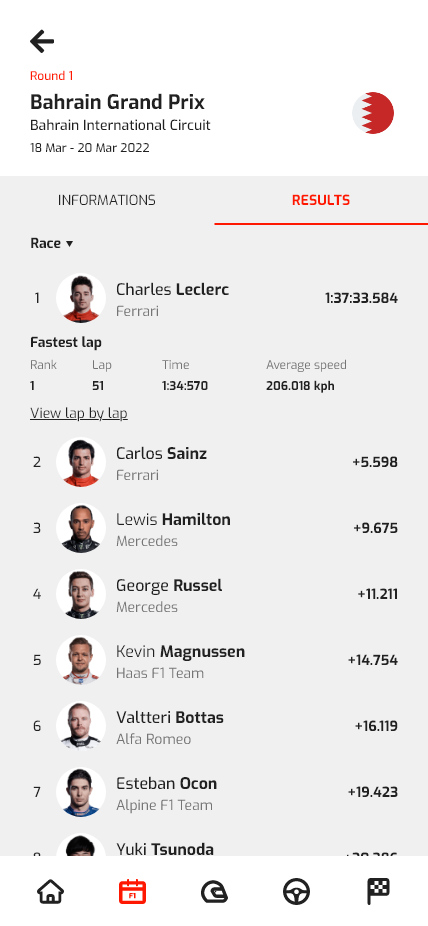 Round 1
Bahrain Grand Prix
Bahrain International Circuit
18 Mar - 20 Mar 2022
INFORMATIONS RESULTS
Race
1 Charles Leclerc 1:37:33.584
Ferrari
Fastest lap
Rank Lap Time Average speed
1 51 1:34:570 206.018 kph
View lap by lap
2 Carlos Sainz +5.598
Ferrari
3 Lewis Hamilton +9.675
Mercedes
4 George Russel +11.211
Mercedes
5 Kevin Magnussen +14.754
Haas F1 Team
6 Valtteri Bottas +16.119
Alfa Romeo
7 Esteban Ocon +19.423
Alpine F1 Team
Yuki Tsunoda
F1